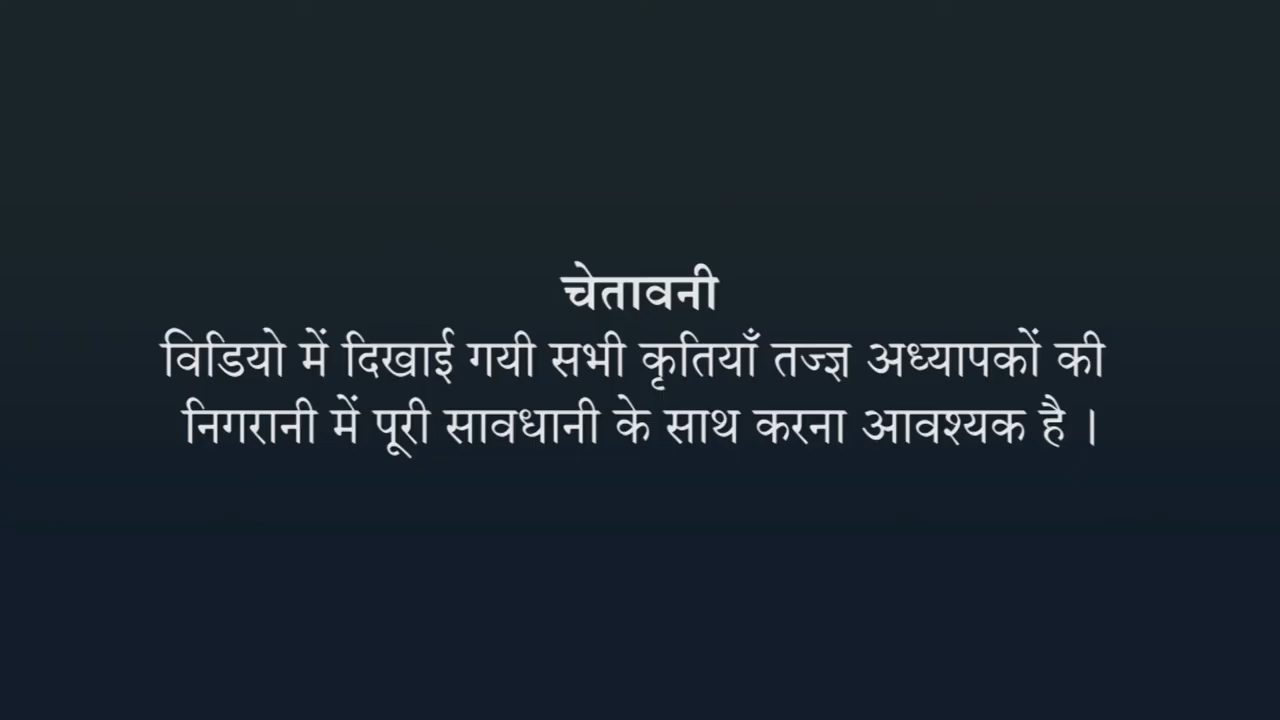 चेतावनी
विडियो में दिखाई गयी सभी कृतियाँ तज्ज्ञ अध्यापकों की
निगरानी में पूरी सावधानी के साथ करना आवश्यक है ।